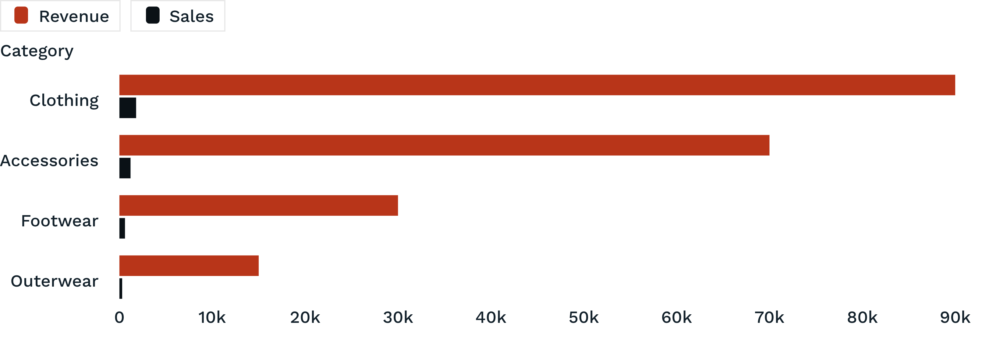 Revenue Sales
Category
Clothing
Accessories
Footwear
Outerwear
0 10k 20k 30k 40k 50k 60k 70k 80k 90k